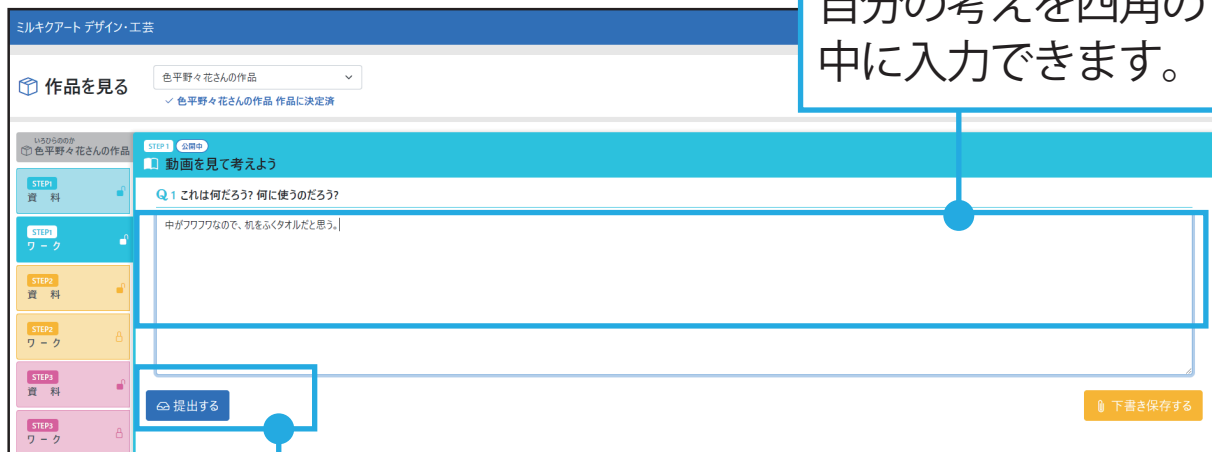 自分の考えを四角の
中に入力できます。
ミルキクアート デザイン・工芸
作品を見る
色平野々花さんの作品
✓ 色平野々花さんの作品 作品に決定済
いろひらののか
色平野々花さんの作品
STEP1
資 料
STEP1
ワ ー ク
STEP2
資 料
STEP2
ワ ー ク
STEP3
資 料
STEP3
ワ ー ク
STEP1 公開中
動画を見て考えよう
Q 1 これは何だろう? 何に使うのだろう?
中がフワフワなので、机をふくタオルだと思う。
提出する
下書き保存する